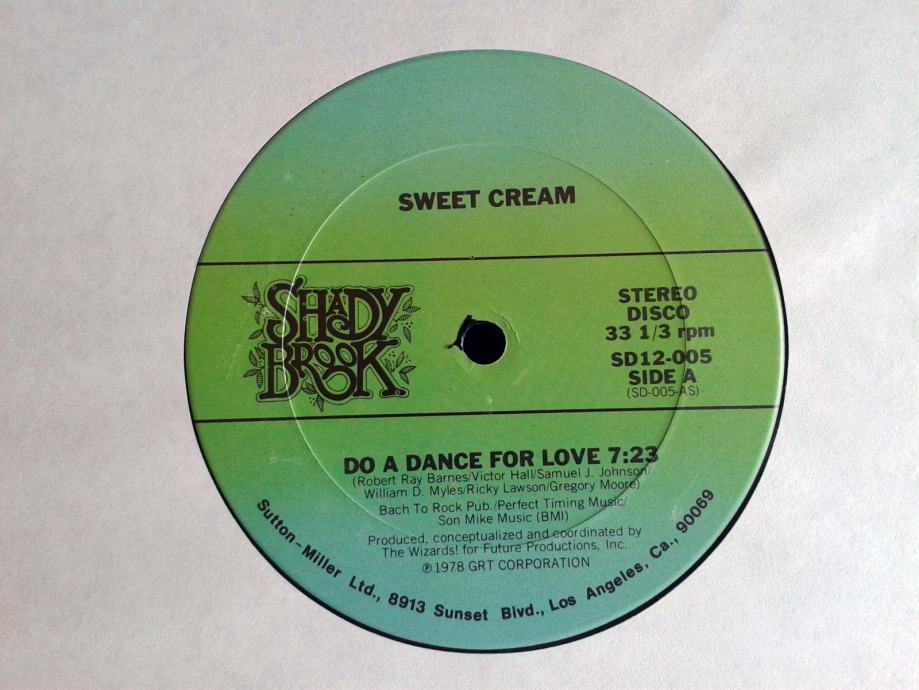 SWEET CREAM
SHADY
BROOK
STEREO
DISCO
33 1/3 rpm
SD12-005
SIDE A
(SD-005-AS)
DO A DANCE FOR LOVE 7:23
(Robert Ray Barnes/Victor Hall/Samuel J. Johnson/
William D. Myles/Ricky Lawson/Gregory Moore)
Bach To Rock Pub./Perfect Timing Music/
Son Mike Music (BMI)
Produced, conceptualized and coordinated by
The Wizards! for Future Productions, Inc.
℗1978 GRT CORPORATION
Sutton-Miller Ltd., 8913 Sunset Blvd., Los Angeles, Ca., 90069